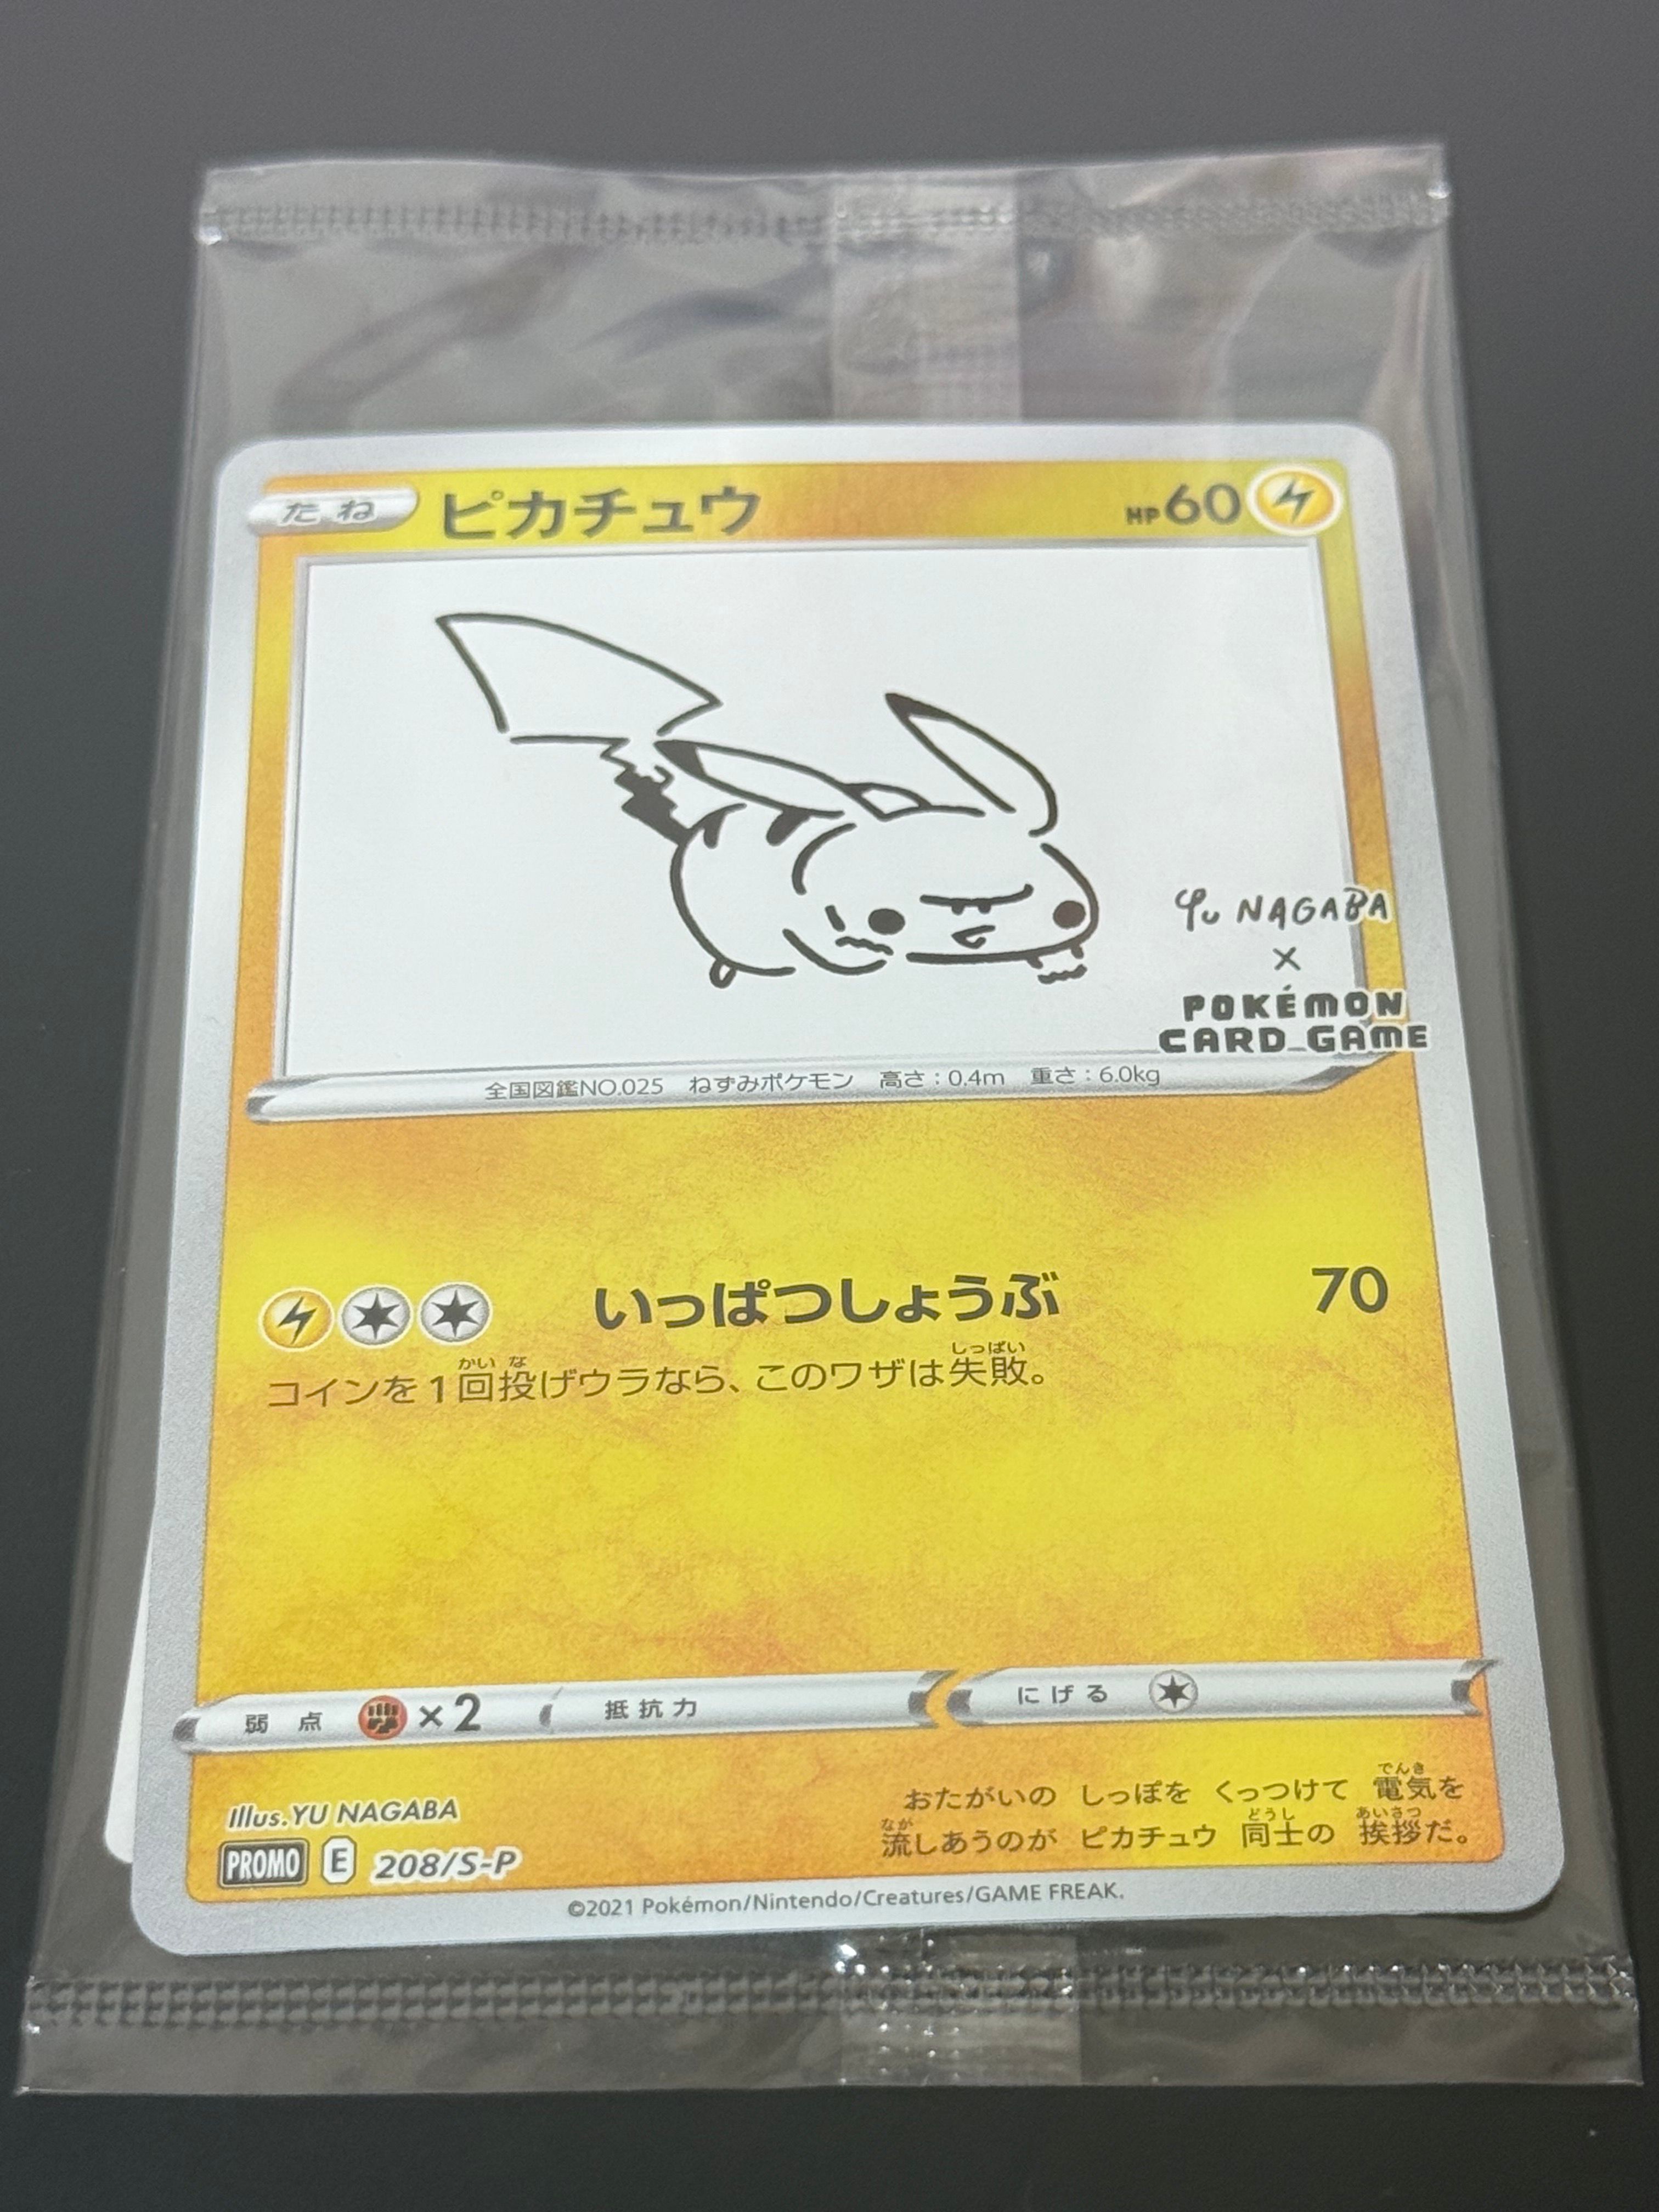 たね ピカチュウ HP60
Yu NAGABA
×
POKÉMON
CARD GAME
全国図鑑NO.025 ねずみポケモン 高さ:0.4m 重さ:6.0kg
いっぱつしょうぶ 70
コインを1回投げウラなら、このワザは失敗。
弱点 ×2 抵抗力 にげる
Illus.YU NAGABA
PROMO E 208/S-P
おたがいの しっぽを くっつけて 電気を
流しあうのが ピカチュウ 同士の 挨拶だ。
©2021 Pokémon/Nintendo/Creatures/GAME FREAK.